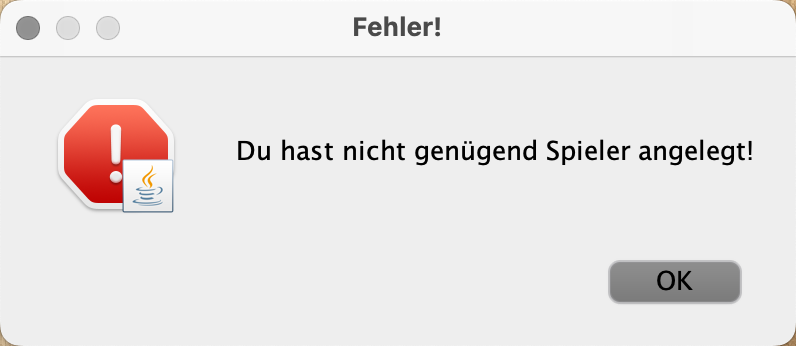 Fehler!
Du hast nicht genügend Spieler angelegt!
OK